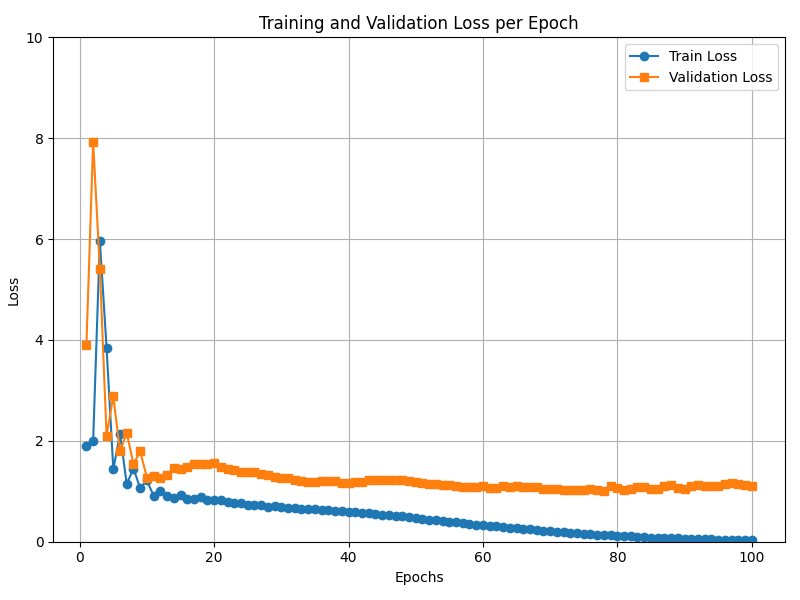 Training and Validation Loss per Epoch
10
8
6
4
2
0
Loss
Train Loss
Validation Loss
0 20 40 60 80 100
Epochs